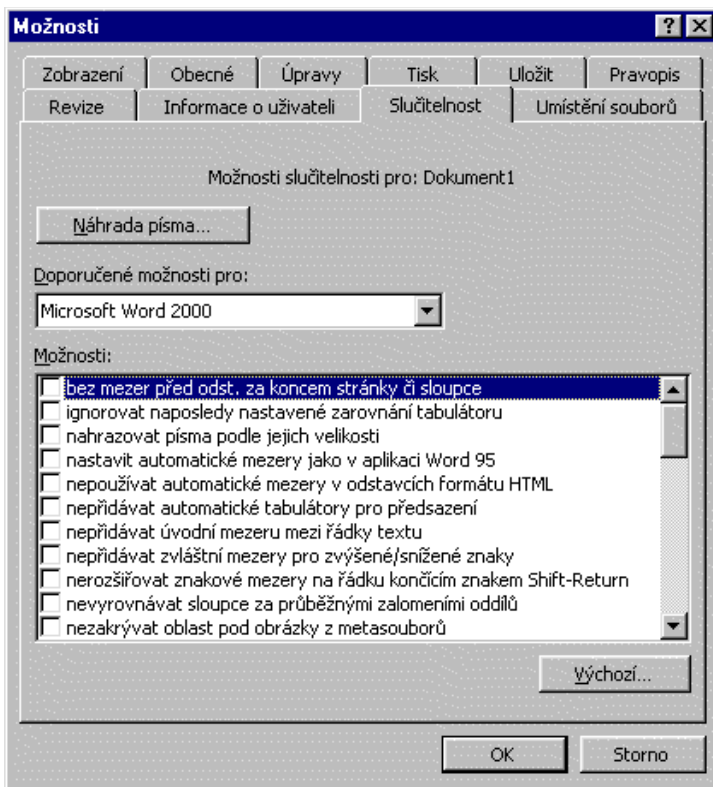 Možnosti
Zobrazení Obecné Úpravy Tisk Uložit Pravopis
Revize Informace o uživateli Slučitelnost Umístění souborů
Možnosti slučitelnosti pro: Dokument1
Náhrada písma...
Doporučené možnosti pro:
Microsoft Word 2000
Možnosti:
bez mezer před odst. za koncem stránky či sloupce
ignorovat naposledy nastavené zarovnání tabulátoru
nahrazovat písma podle jejich velikosti
nastavit automatické mezery jako v aplikaci Word 95
nepoužívat automatické mezery v odstavcích formátu HTML
nepřidávat automatické tabulátory pro předsazení
nepřidávat úvodní mezeru mezi řádky textu
nepřidávat zvláštní mezery pro zvýšené/snížené znaky
nerozšiřovat znakové mezery na řádku končícím znakem Shift-Return
nevyrovnávat sloupce za průběžnými zalomeními oddílů
nezakrývat oblast pod obrázky z metasouborů
Výchozí...
OK Storno